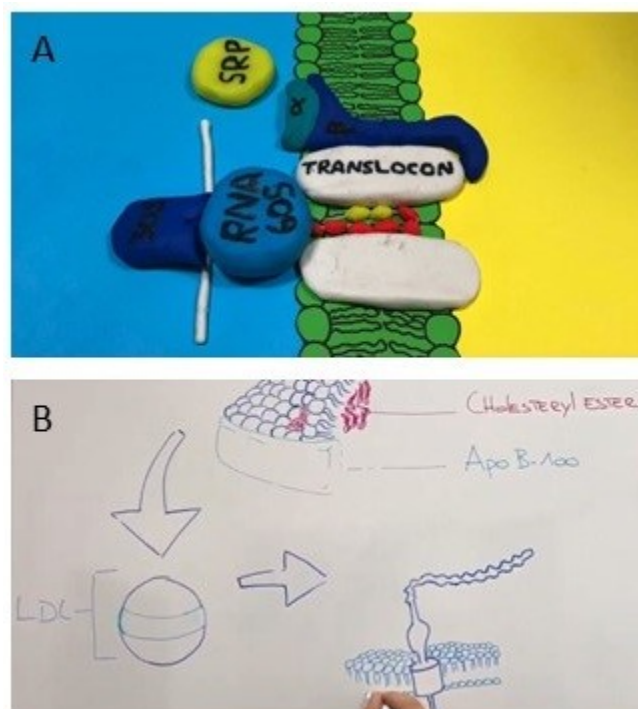 A
SRP
α
β
TRANSLOCON
RNA
60S
B
CHOLESTERYL ESTER
APO B-100
LDL